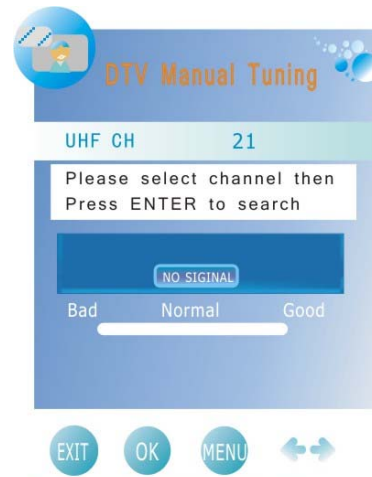 DTV Manual Tuning
UHF CH 21
Please select channel then
Press ENTER to search
NO SIGINAL
Bad Normal Good
EXIT OK MENU